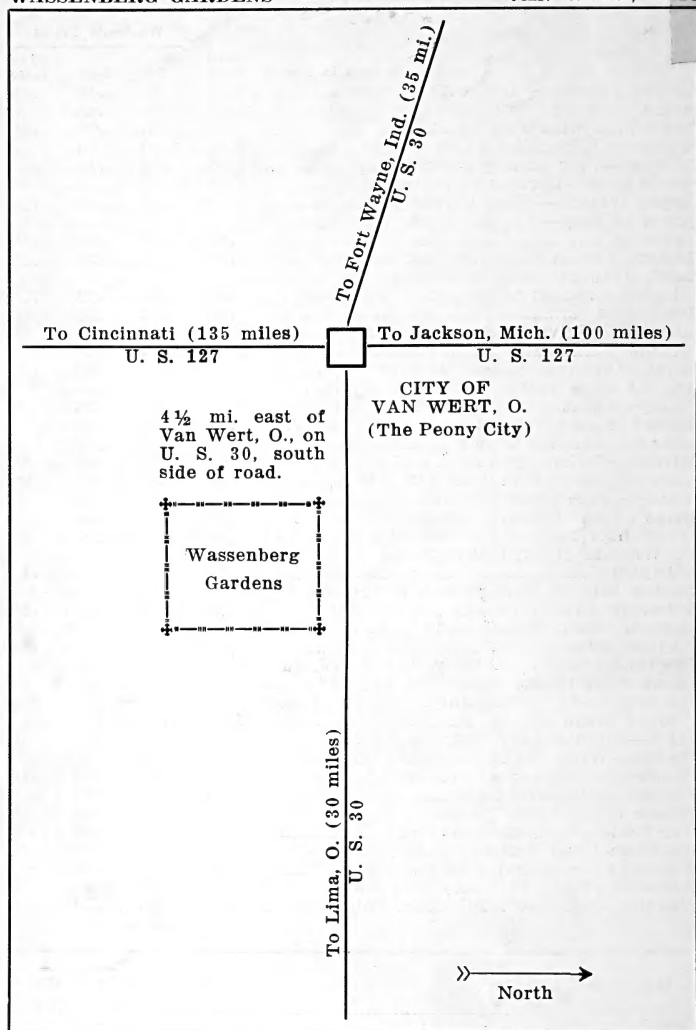 WASSENBERG GARDENS
To Fort Wayne, Ind. (35 mi.)
U. S. 30
To Cincinnati (135 miles)
U. S. 127
To Jackson, Mich. (100 miles)
U. S. 127
CITY OF
VAN WERT, O.
(The Peony City)
4½ mi. east of
Van Wert, O., on
U. S. 30, south
side of road.
Wassenberg
Gardens
To Lima, O. (30 miles)
U. S. 30
North